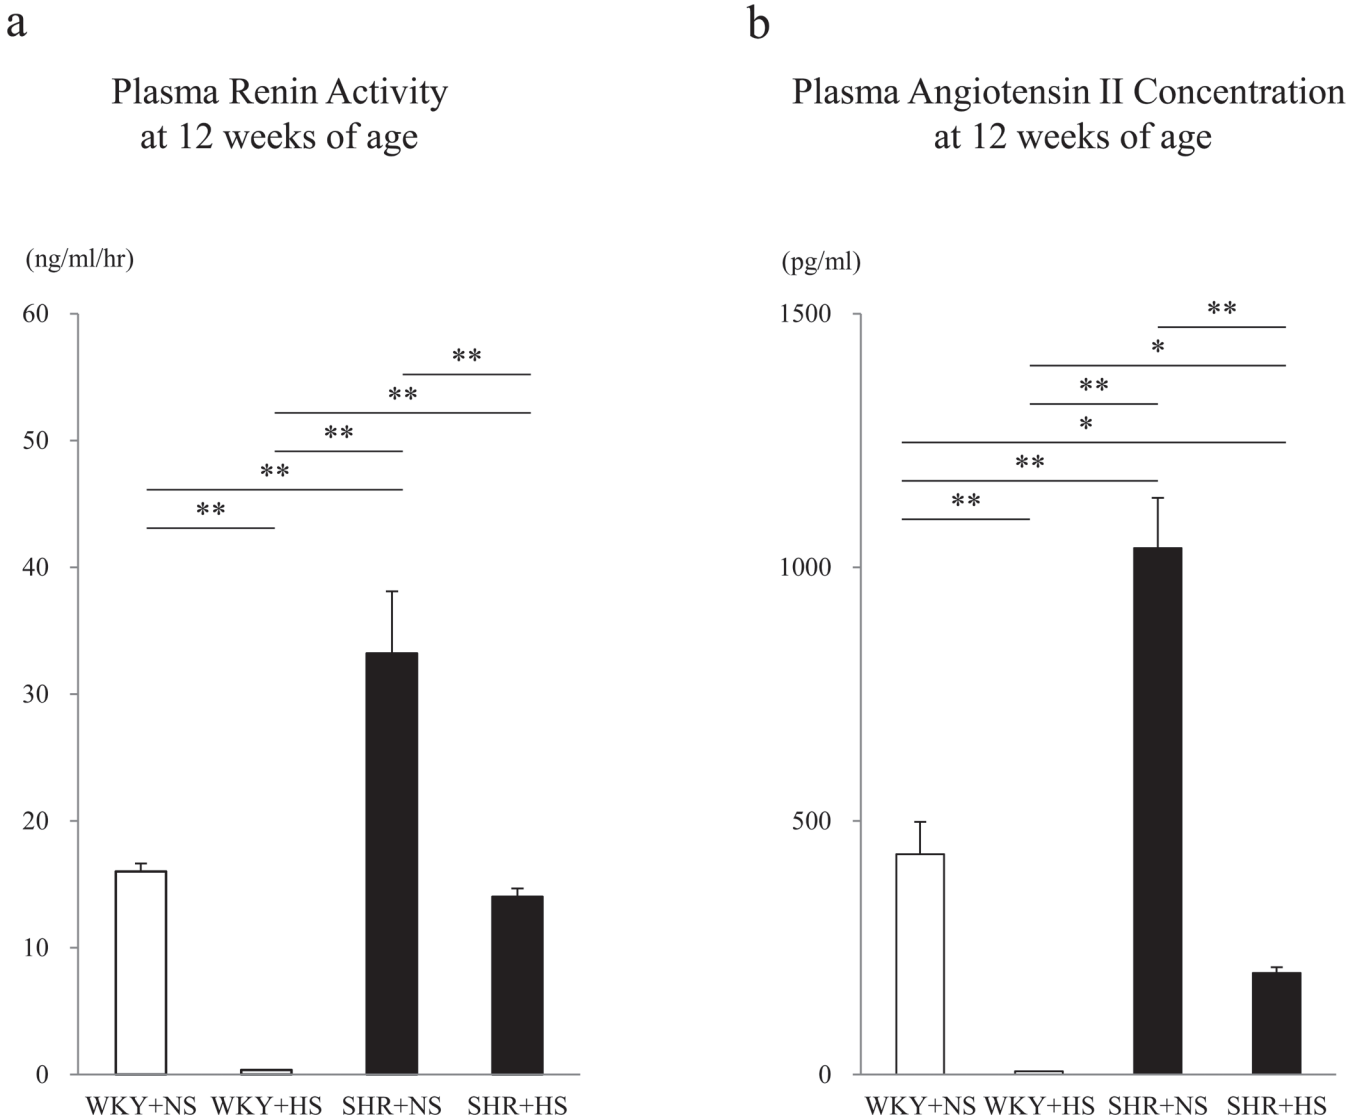 a
Plasma Renin Activity
at 12 weeks of age
(ng/ml/hr)
60
50
40
30
20
10
0
**
**
**
**
**
WKY+NS WKY+HS SHR+NS SHR+HS
b
Plasma Angiotensin II Concentration
at 12 weeks of age
(pg/ml)
1500
1000
500
0
**
*
**
*
**
**
WKY+NS WKY+HS SHR+NS SHR+HS